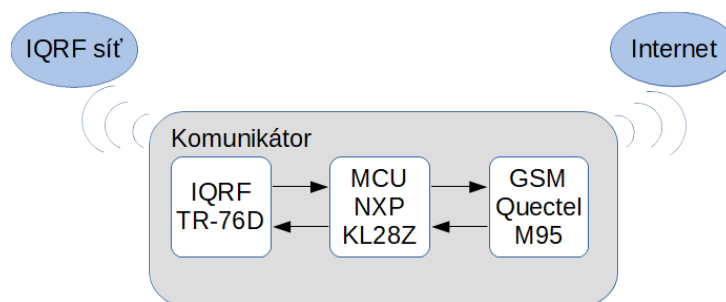 IQRF síť
Internet
Komunikátor
IQRF
TR-76D
MCU
NXP
KL28Z
GSM
Quectel
M95